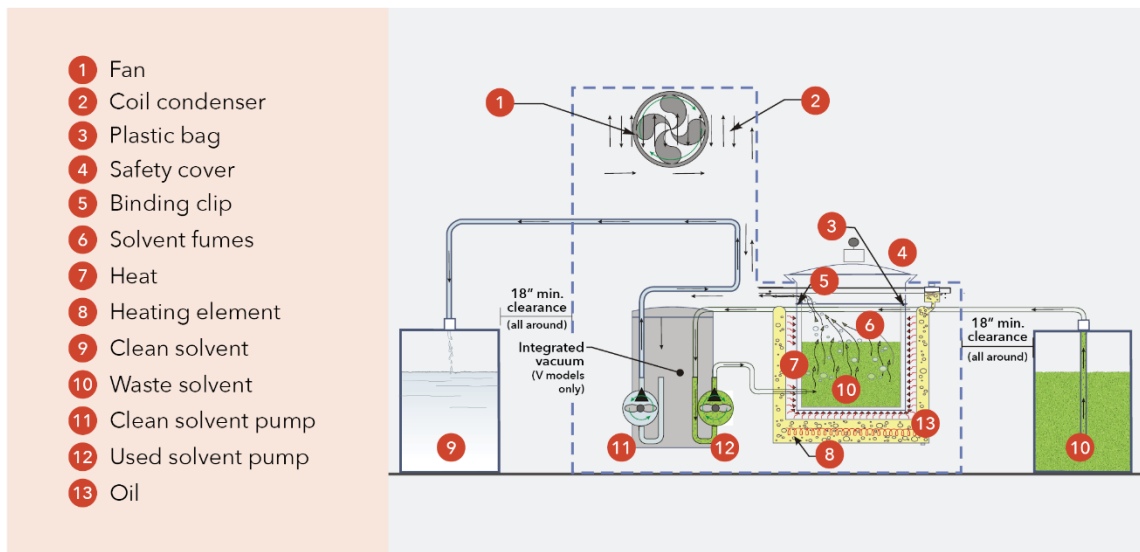 1 Fan
2 Coil condenser
3 Plastic bag
4 Safety cover
5 Binding clip
6 Solvent fumes
7 Heat
8 Heating element
9 Clean solvent
10 Waste solvent
11 Clean solvent pump
12 Used solvent pump
13 Oil
1
2
3
4
5
6
18” min.
clearance
(all around)
18” min.
clearance
(all around)
Integrated
vacuum
(V models
only)
7
10
13
11
12
8
9
10